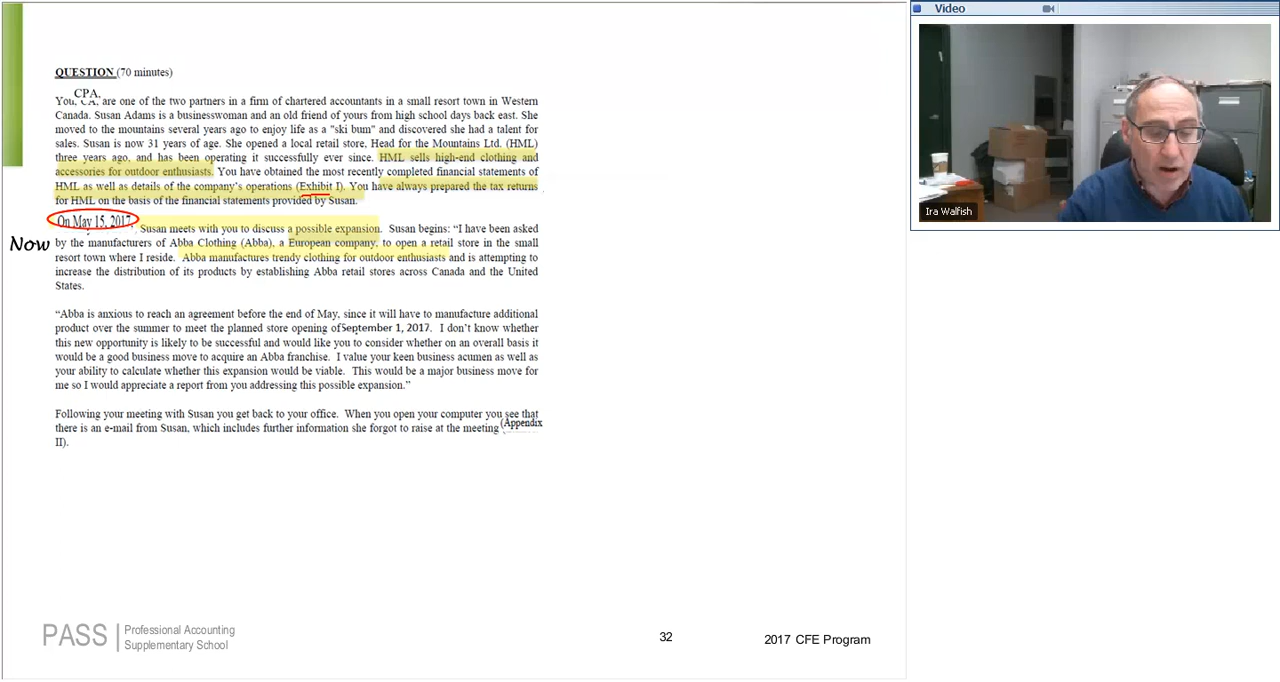 Video
QUESTION (70 minutes)
CPA,
You, CA, are one of the two partners in a firm of chartered accountants in a small resort town in Western
Canada. Susan Adams is a businesswoman and an old friend of yours from high school days back east. She
moved to the mountains several years ago to enjoy life as a "ski bum" and discovered she had a talent for
sales. Susan is now 31 years of age. She opened a local retail store, Head for the Mountains Ltd. (HML)
three years ago, and has been operating it successfully ever since. HML sells high-end clothing and
accessories for outdoor enthusiasts. You have obtained the most recently completed financial statements of
HML as well as details of the company's operations (Exhibit I). You have always prepared the tax returns
for HML on the basis of the financial statements provided by Susan.
On May 15, 2017, Susan meets with you to discuss a possible expansion. Susan begins: "I have been asked
Now by the manufacturers of Abba Clothing (Abba), a European company, to open a retail store in the small
resort town where I reside. Abba manufactures trendy clothing for outdoor enthusiasts and is attempting to
increase the distribution of its products by establishing Abba retail stores across Canada and the United
States.
"Abba is anxious to reach an agreement before the end of May, since it will have to manufacture additional
product over the summer to meet the planned store opening of September 1, 2017. I don't know whether
this new opportunity is likely to be successful and would like you to consider whether on an overall basis it
would be a good business move to acquire an Abba franchise. I value your keen business acumen as well as
your ability to calculate whether this expansion would be viable. This would be a major business move for
me so I would appreciate a report from you addressing this possible expansion."
Following your meeting with Susan you get back to your office. When you open your computer you see that
there is an e-mail from Susan, which includes further information she forgot to raise at the meeting (Appendix
II).
Ira Walfish
PASS
Professional Accounting
Supplementary School
32
2017 CFE Program